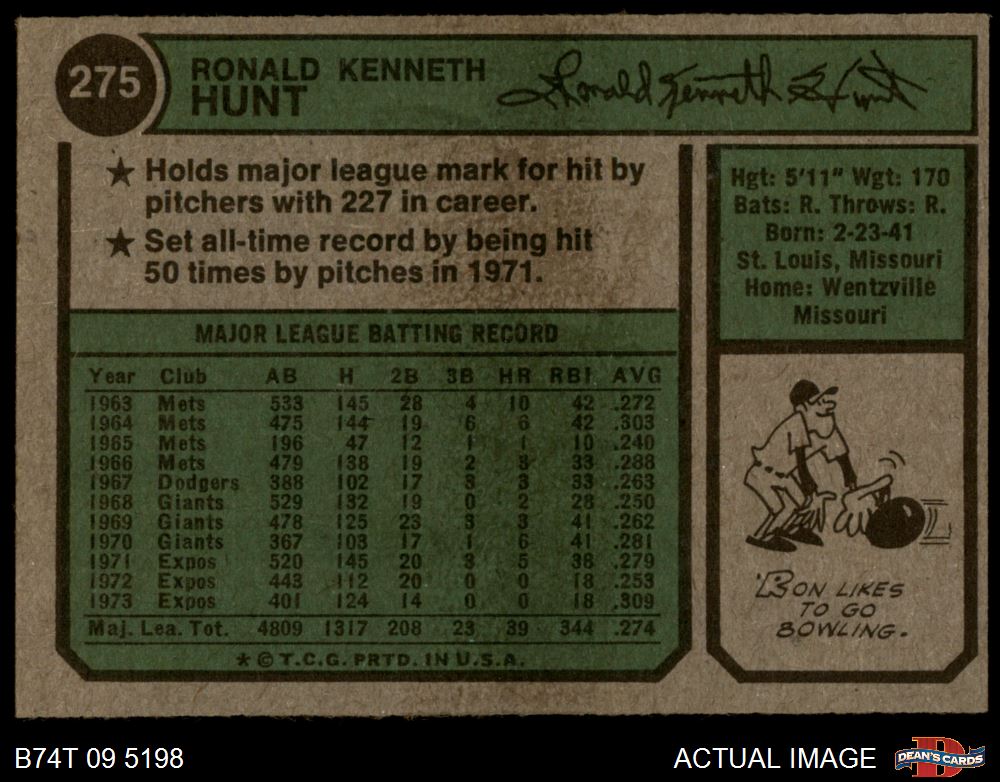 275
RONALD KENNETH
HUNT
Ronald Kenneth Hunt
★ Holds major league mark for hit by
pitchers with 227 in career.
★ Set all-time record by being hit
50 times by pitches in 1971.
Hgt: 5'11" Wgt: 170
Bats: R. Throws: R.
Born: 2-23-41
St. Louis, Missouri
Home: Wentzville
Missouri
MAJOR LEAGUE BATTING RECORD
Year Club AB H 2B 3B HR RBI AVG
1963 Mets 533 145 28 4 10 42 .272
1964 Mets 475 144 19 6 6 42 .303
1965 Mets 196 47 12 1 1 10 .240
1966 Mets 479 138 19 2 3 33 .288
1967 Dodgers 388 102 17 3 3 33 .263
1968 Giants 529 132 19 0 2 28 .250
1969 Giants 478 125 23 3 3 41 .262
1970 Giants 367 103 17 1 6 41 .281
1971 Expos 520 145 20 3 5 38 .279
1972 Expos 443 112 20 0 0 18 .253
1973 Expos 401 124 14 0 0 18 .309
Maj. Lea. Tot. 4809 1317 208 23 39 344 .274
★ © T.C.G. PRTD. IN U.S.A.
RON LIKES
TO GO
BOWLING.
B74T 09 5198
ACTUAL IMAGE
D
DEAN'S CARDS